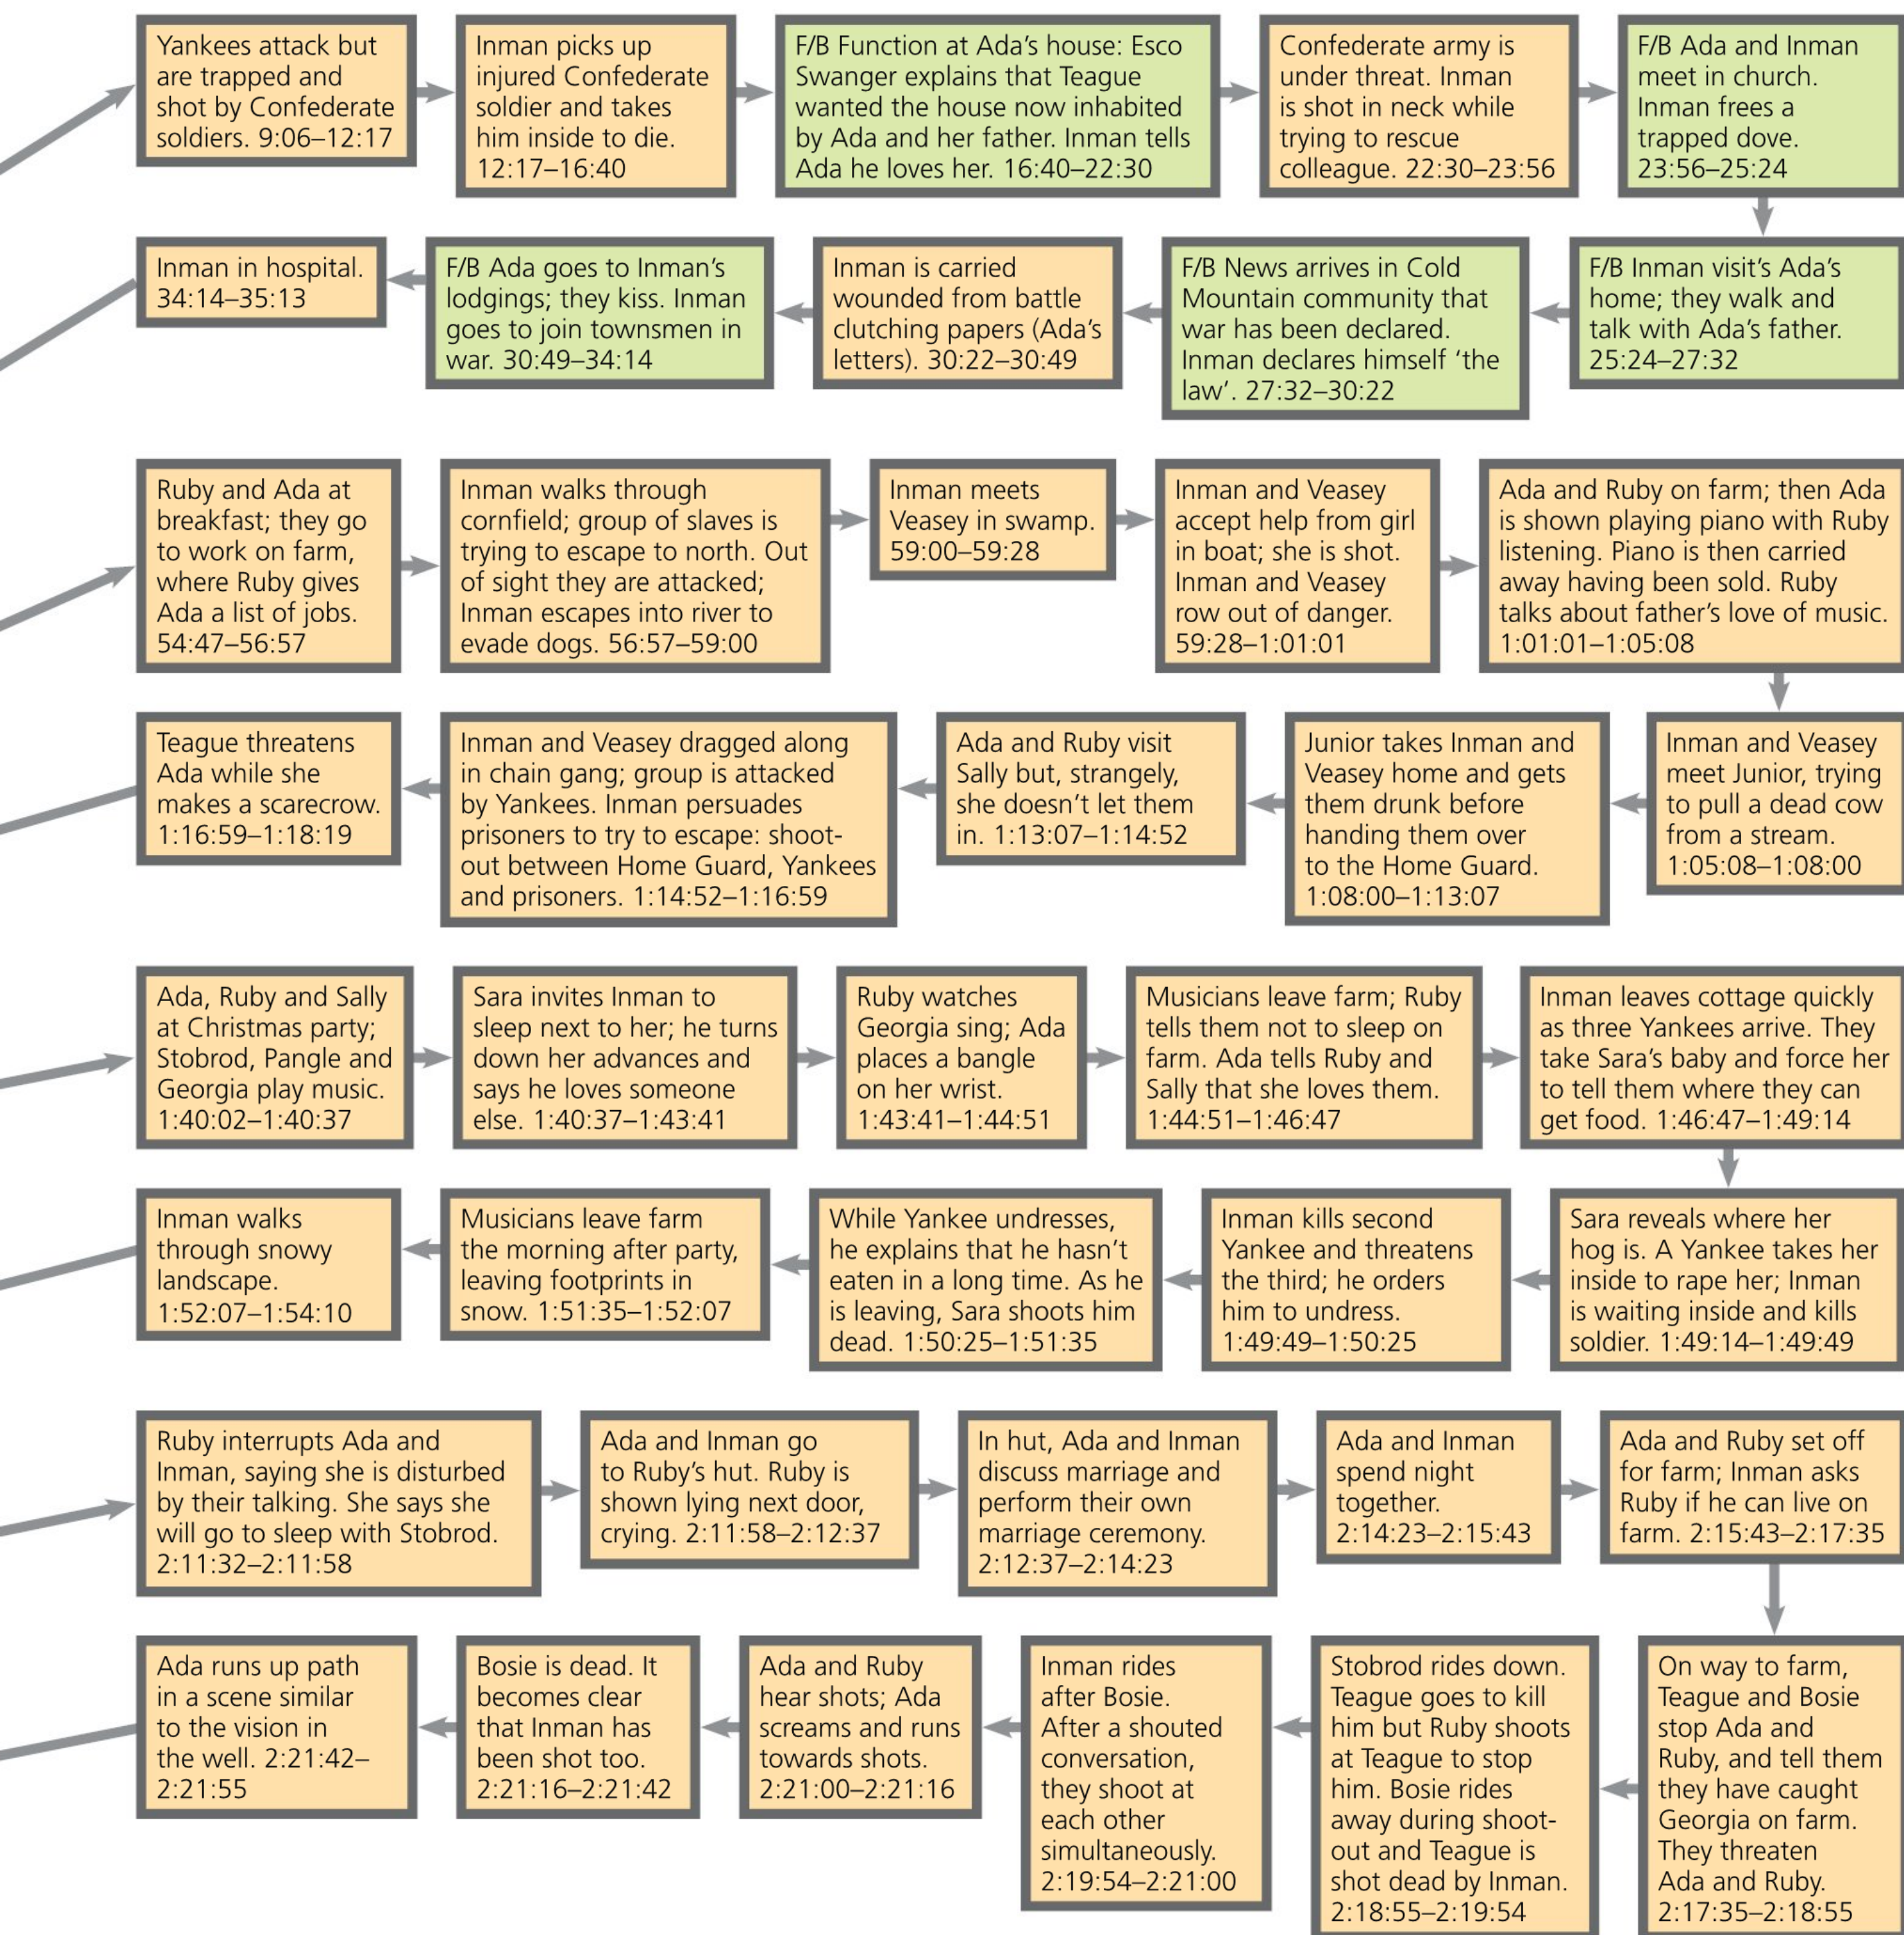 Yankees attack but
are trapped and
shot by Confederate
soldiers. 9:06–12:17
Inman picks up
injured Confederate
soldier and takes
him inside to die.
12:17–16:40
F/B Function at Ada's house: Esco
Swanger explains that Teague
wanted the house now inhabited
by Ada and her father. Inman tells
Ada he loves her. 16:40–22:30
Confederate army is
under threat. Inman
is shot in neck while
trying to rescue
colleague. 22:30–23:56
F/B Ada and Inman
meet in church.
Inman frees a
trapped dove.
23:56–25:24
F/B Inman visit's Ada's
home; they walk and
talk with Ada's father.
25:24–27:32
F/B News arrives in Cold
Mountain community that
war has been declared.
Inman declares himself 'the
law'. 27:32–30:22
Inman is carried
wounded from battle
clutching papers (Ada's
letters). 30:22–30:49
F/B Ada goes to Inman's
lodgings; they kiss. Inman
goes to join townsmen in
war. 30:49–34:14
Inman in hospital.
34:14–35:13
Ruby and Ada at
breakfast; they go
to work on farm,
where Ruby gives
Ada a list of jobs.
54:47–56:57
Inman walks through
cornfield; group of slaves is
trying to escape to north. Out
of sight they are attacked;
Inman escapes into river to
evade dogs. 56:57–59:00
Inman meets
Veasey in swamp.
59:00–59:28
Inman and Veasey
accept help from girl
in boat; she is shot.
Inman and Veasey
row out of danger.
59:28–1:01:01
Ada and Ruby on farm; then Ada
is shown playing piano with Ruby
listening. Piano is then carried
away having been sold. Ruby
talks about father's love of music.
1:01:01–1:05:08
Inman and Veasey
meet Junior, trying
to pull a dead cow
from a stream.
1:05:08–1:08:00
Junior takes Inman and
Veasey home and gets
them drunk before
handing them over
to the Home Guard.
1:08:00–1:13:07
Ada and Ruby visit
Sally but, strangely,
she doesn't let them
in. 1:13:07–1:14:52
Inman and Veasey dragged along
in chain gang; group is attacked
by Yankees. Inman persuades
prisoners to try to escape: shoot-
out between Home Guard, Yankees
and prisoners. 1:14:52–1:16:59
Teague threatens
Ada while she
makes a scarecrow.
1:16:59–1:18:19
Ada, Ruby and Sally
at Christmas party;
Stobrod, Pangle and
Georgia play music.
1:40:02–1:40:37
Sara invites Inman to
sleep next to her; he turns
down her advances and
says he loves someone
else. 1:40:37–1:43:41
Ruby watches
Georgia sing; Ada
places a bangle
on her wrist.
1:43:41–1:44:51
Musicians leave farm; Ruby
tells them not to sleep on
farm. Ada tells Ruby and
Sally that she loves them.
1:44:51–1:46:47
Inman leaves cottage quickly
as three Yankees arrive. They
take Sara's baby and force her
to tell them where they can
get food. 1:46:47–1:49:14
Sara reveals where her
hog is. A Yankee takes her
inside to rape her; Inman
is waiting inside and kills
soldier. 1:49:14–1:49:49
Inman kills second
Yankee and threatens
the third; he orders
him to undress.
1:49:49–1:50:25
While Yankee undresses,
he explains that he hasn't
eaten in a long time. As he
is leaving, Sara shoots him
dead. 1:50:25–1:51:35
Musicians leave farm
the morning after party,
leaving footprints in
snow. 1:51:35–1:52:07
Inman walks
through snowy
landscape.
1:52:07–1:54:10
Ruby interrupts Ada and
Inman, saying she is disturbed
by their talking. She says she
will go to sleep with Stobrod.
2:11:32–2:11:58
Ada and Inman go
to Ruby's hut. Ruby is
shown lying next door,
crying. 2:11:58–2:12:37
In hut, Ada and Inman
discuss marriage and
perform their own
marriage ceremony.
2:12:37–2:14:23
Ada and Inman
spend night
together.
2:14:23–2:15:43
Ada and Ruby set off
for farm; Inman asks
Ruby if he can live on
farm. 2:15:43–2:17:35
On way to farm,
Teague and Bosie
stop Ada and
Ruby, and tell them
they have caught
Georgia on farm.
They threaten
Ada and Ruby.
2:17:35–2:18:55
Stobrod rides down.
Teague goes to kill
him but Ruby shoots
at Teague to stop
him. Bosie rides
away during shoot-
out and Teague is
shot dead by Inman.
2:18:55–2:19:54
Inman rides
after Bosie.
After a shouted
conversation,
they shoot at
each other
simultaneously.
2:19:54–2:21:00
Ada and Ruby
hear shots; Ada
screams and runs
towards shots.
2:21:00–2:21:16
Bosie is dead. It
becomes clear
that Inman has
been shot too.
2:21:16–2:21:42
Ada runs up path
in a scene similar
to the vision in
the well. 2:21:42–
2:21:55